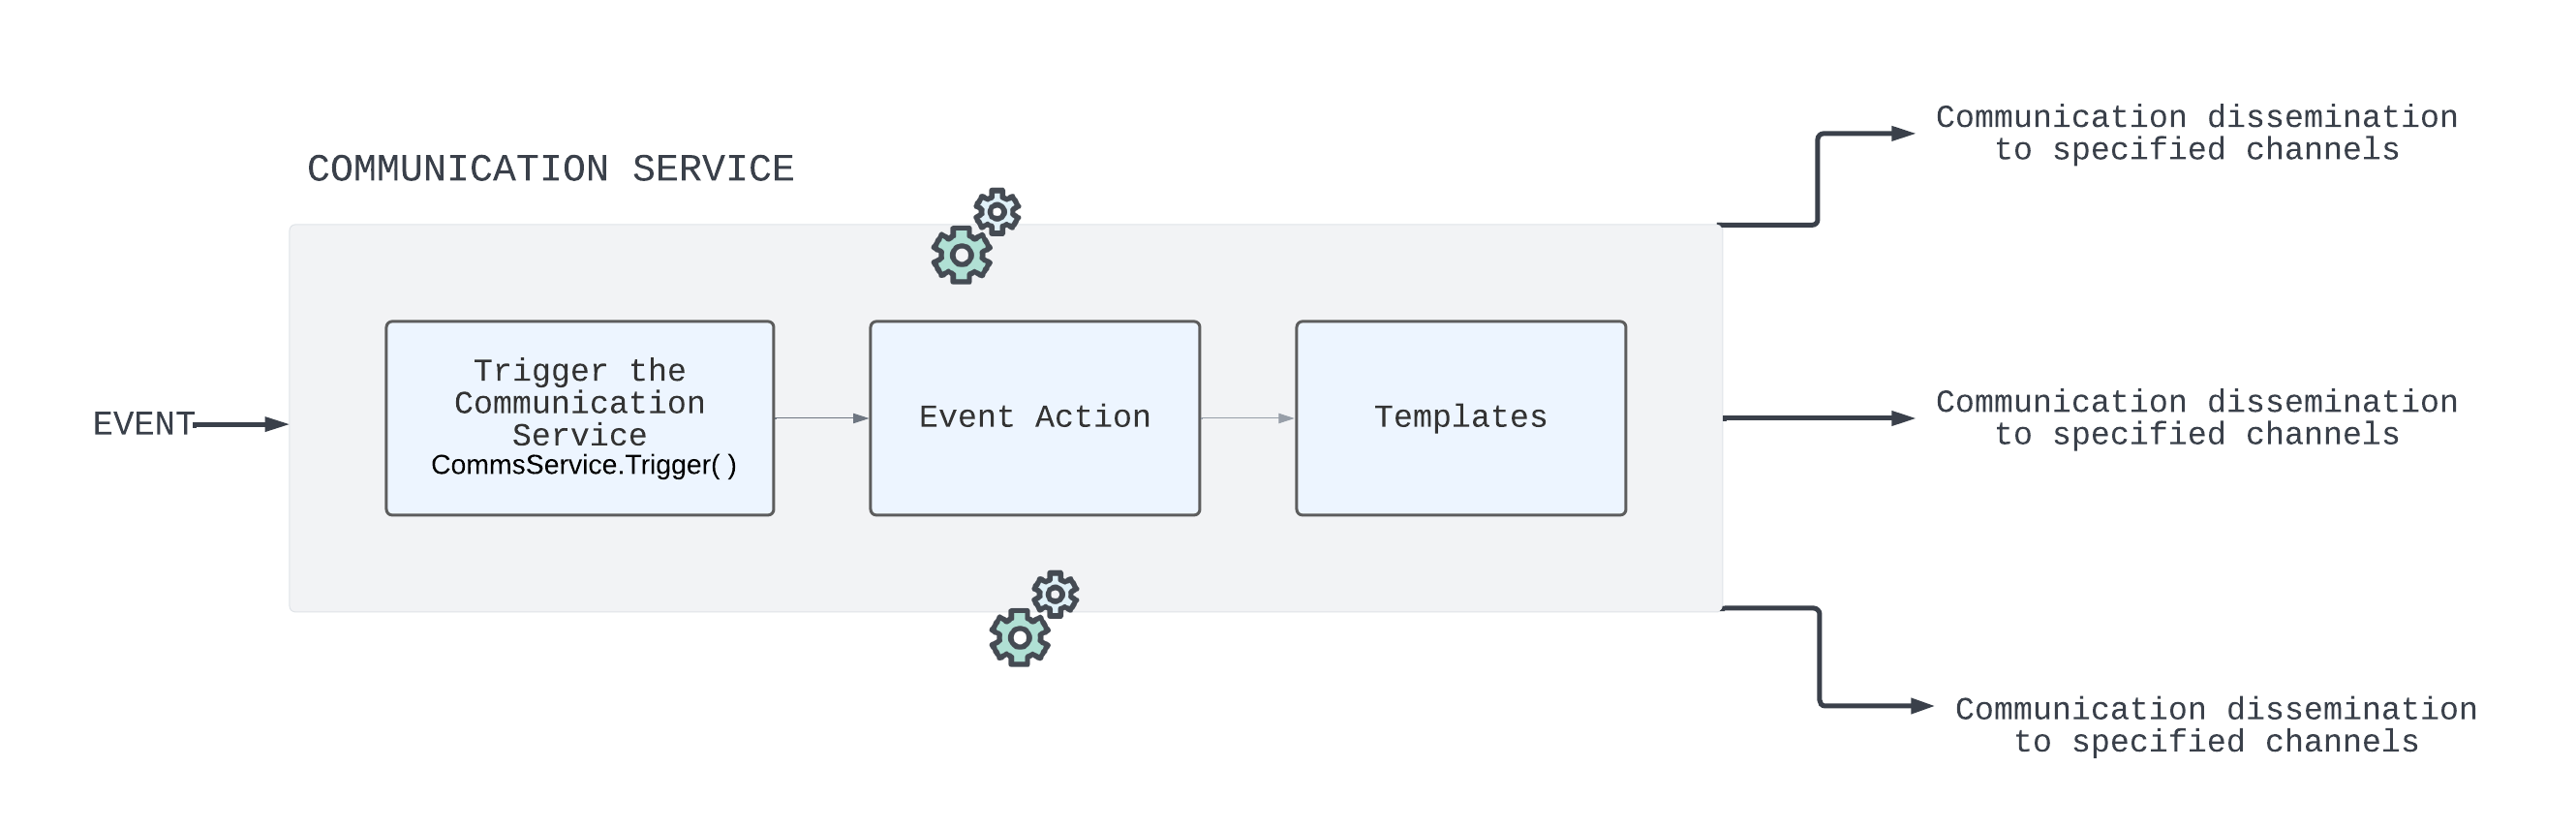 COMMUNICATION SERVICE
EVENT
Trigger the
Communication
Service
CommsService.Trigger( )
Event Action
Templates
Communication dissemination
to specified channels
Communication dissemination
to specified channels
Communication dissemination
to specified channels